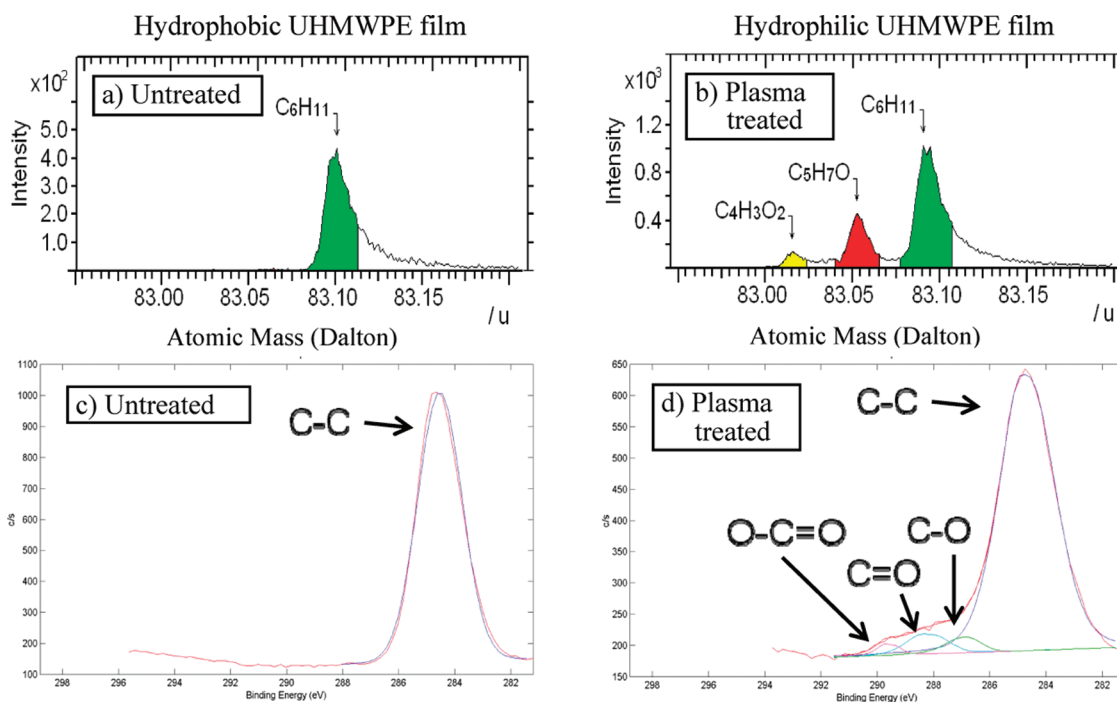 Hydrophobic UHMWPE film
Hydrophilic UHMWPE film
x10²
a) Untreated
C₆H₁₁
Intensity
5.0
4.0
3.0
2.0
1.0
83.00
83.05
83.10
83.15
/ u
Atomic Mass (Dalton)
x10³
b) Plasma
treated
C₆H₁₁
C₅H₇O
C₄H₃O₂
Intensity
1.2
0.8
0.4
83.00
83.05
83.10
83.15
/ u
Atomic Mass (Dalton)
c) Untreated
C-C
c/s
1100
1000
900
800
700
600
500
400
300
200
100
298
296
294
292
290
288
286
284
282
Binding Energy (eV)
d) Plasma
treated
C-C
O-C=O
C=O
C-O
c/s
650
600
550
500
450
400
350
300
250
200
150
298
296
294
292
290
288
286
284
282
Binding Energy (eV)